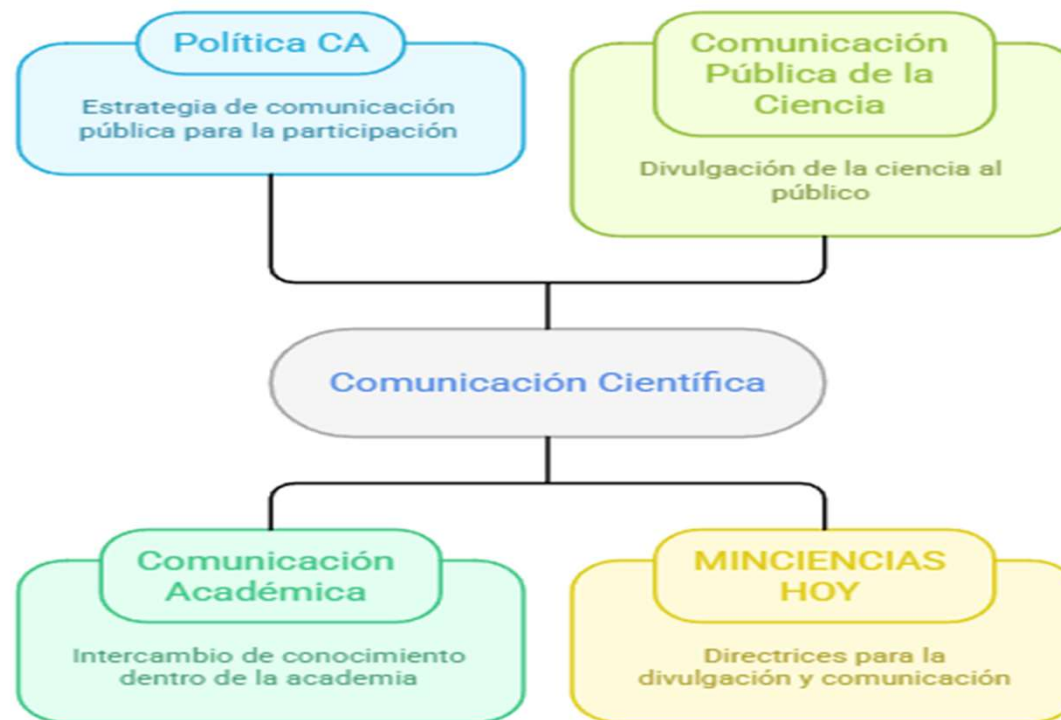 Política CA
Estrategia de comunicación
pública para la participación
Comunicación
Pública de la
Ciencia
Divulgación de la ciencia al
público
Comunicación Científica
Comunicación
Académica
Intercambio de conocimiento
dentro de la academia
MINCIENCIAS
HOY
Directrices para la
divulgación y comunicación